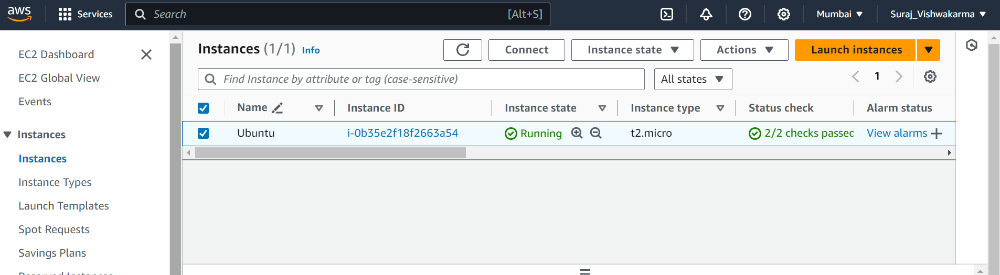 aws Services Search [Alt+S] Mumbai Suraj_Vishwakarma
EC2 Dashboard
EC2 Global View
Events
Instances
Instances
Instance Types
Launch Templates
Spot Requests
Savings Plans
Reserved Instances
Instances (1/1) Info Connect Instance state Actions Launch instances
Find Instance by attribute or tag (case-sensitive) All states 1
Name Instance ID Instance state Instance type Status check Alarm status
Ubuntu i-0b35e2f18f2663a54 Running t2.micro 2/2 checks passed View alarms